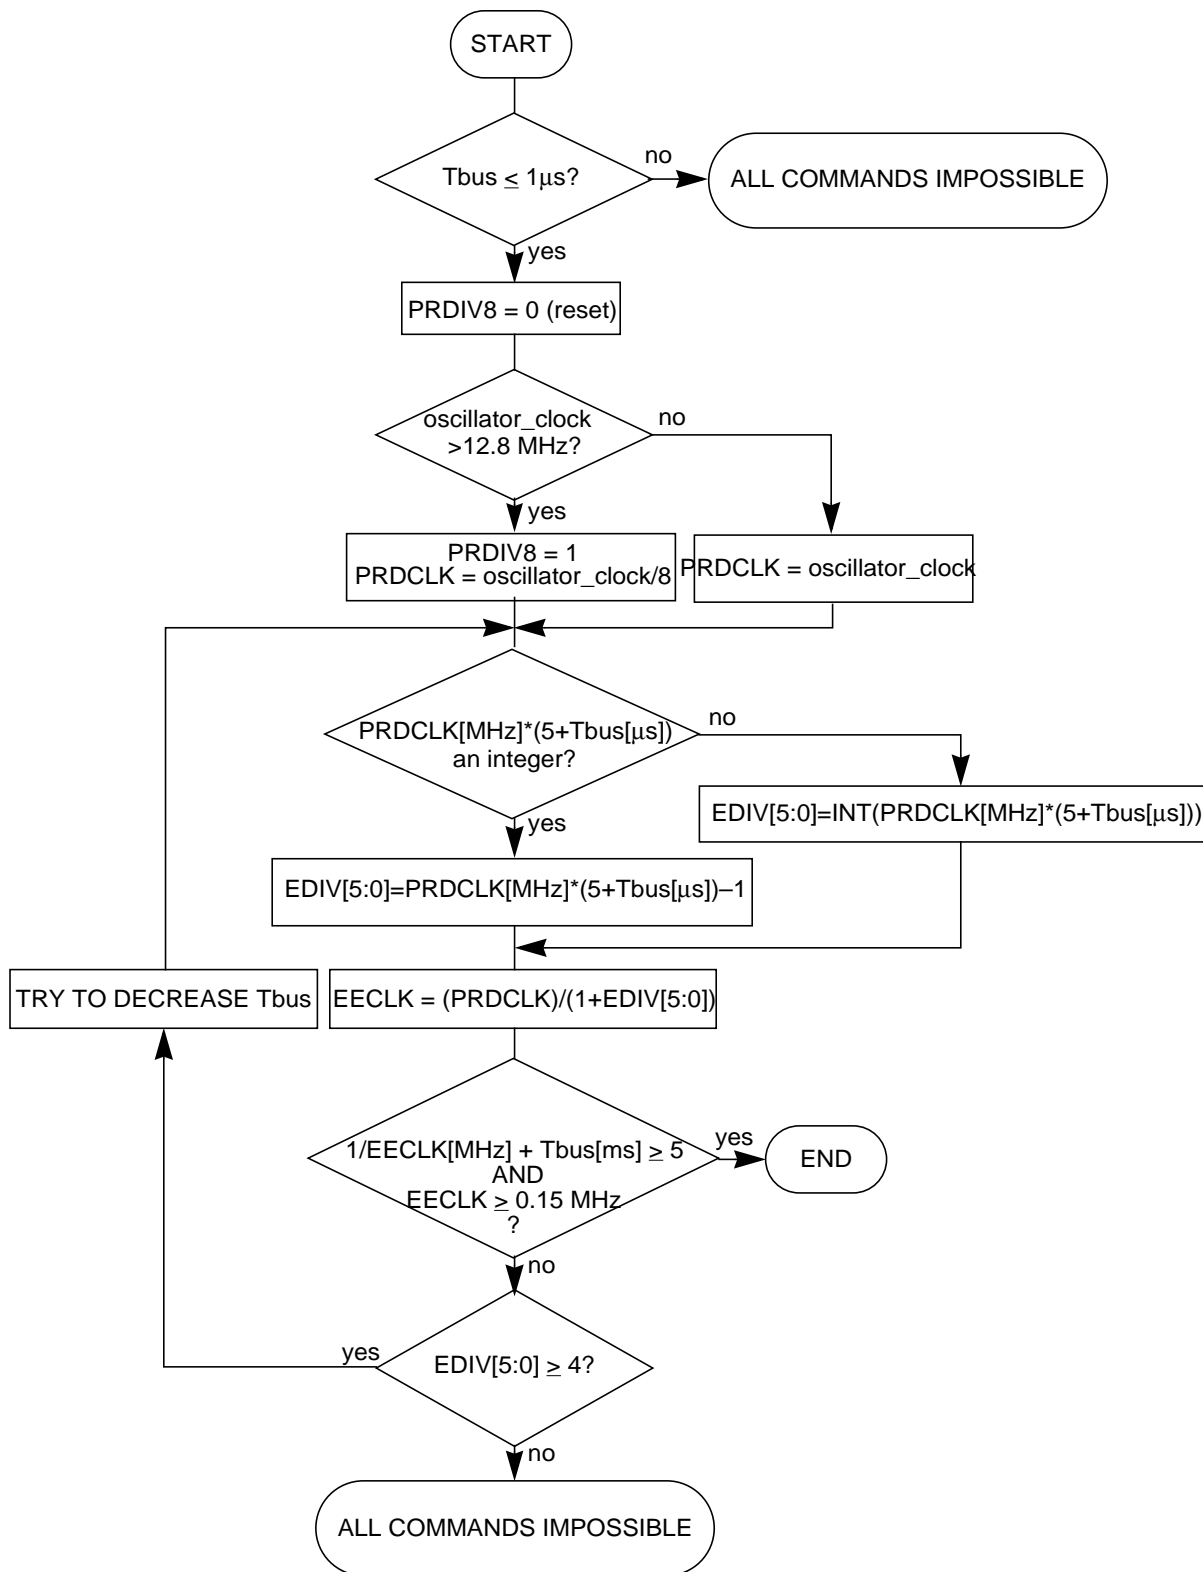 START
Tbus ≤ 1μs?
no
ALL COMMANDS IMPOSSIBLE
yes
PRDIV8 = 0 (reset)
oscillator_clock
>12.8 MHz?
no
yes
PRDIV8 = 1
PRDCLK = oscillator_clock/8
PRDCLK = oscillator_clock
PRDCLK[MHz]*(5+Tbus[μs])
an integer?
no
yes
EDIV[5:0]=INT(PRDCLK[MHz]*(5+Tbus[μs]))
EDIV[5:0]=PRDCLK[MHz]*(5+Tbus[μs])–1
TRY TO DECREASE Tbus
EECLK = (PRDCLK)/(1+EDIV[5:0])
1/EECLK[MHz] + Tbus[ms] ≥ 5
AND
EECLK ≥ 0.15 MHz
?
yes
END
no
EDIV[5:0] ≥ 4?
yes
no
ALL COMMANDS IMPOSSIBLE